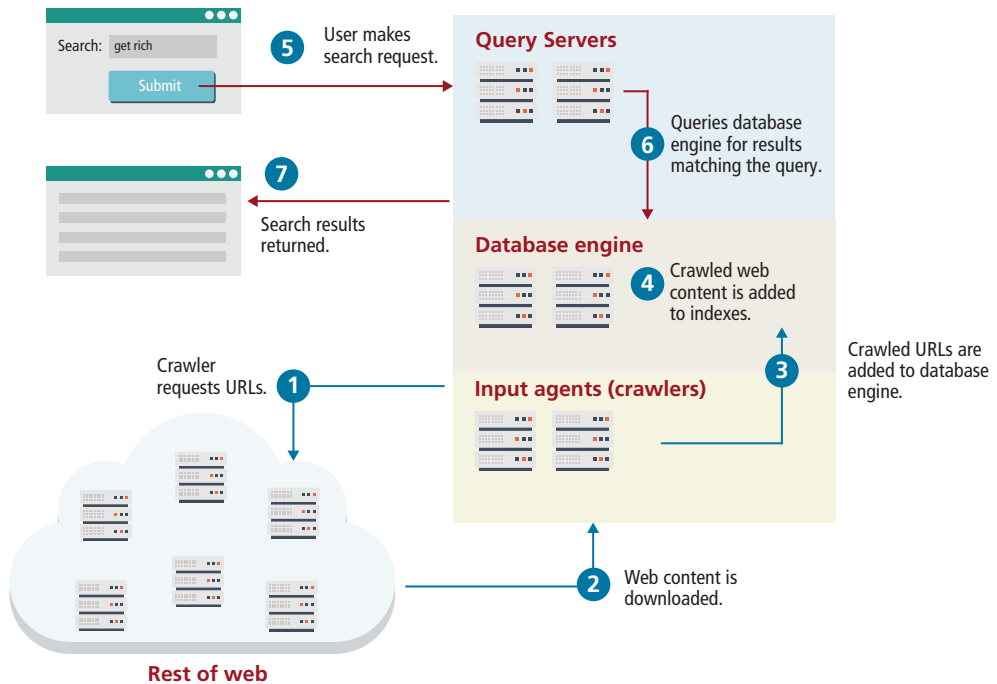 Search:
get rich
Submit
5
User makes
search request.
Query Servers
6
Queries database
engine for results
matching the query.
7
Search results
returned.
Database engine
4
Crawled web
content is added
to indexes.
3
Crawled URLs are
added to database
engine.
Crawler
requests URLs.
1
Input agents (crawlers)
2
Web content is
downloaded.
Rest of web